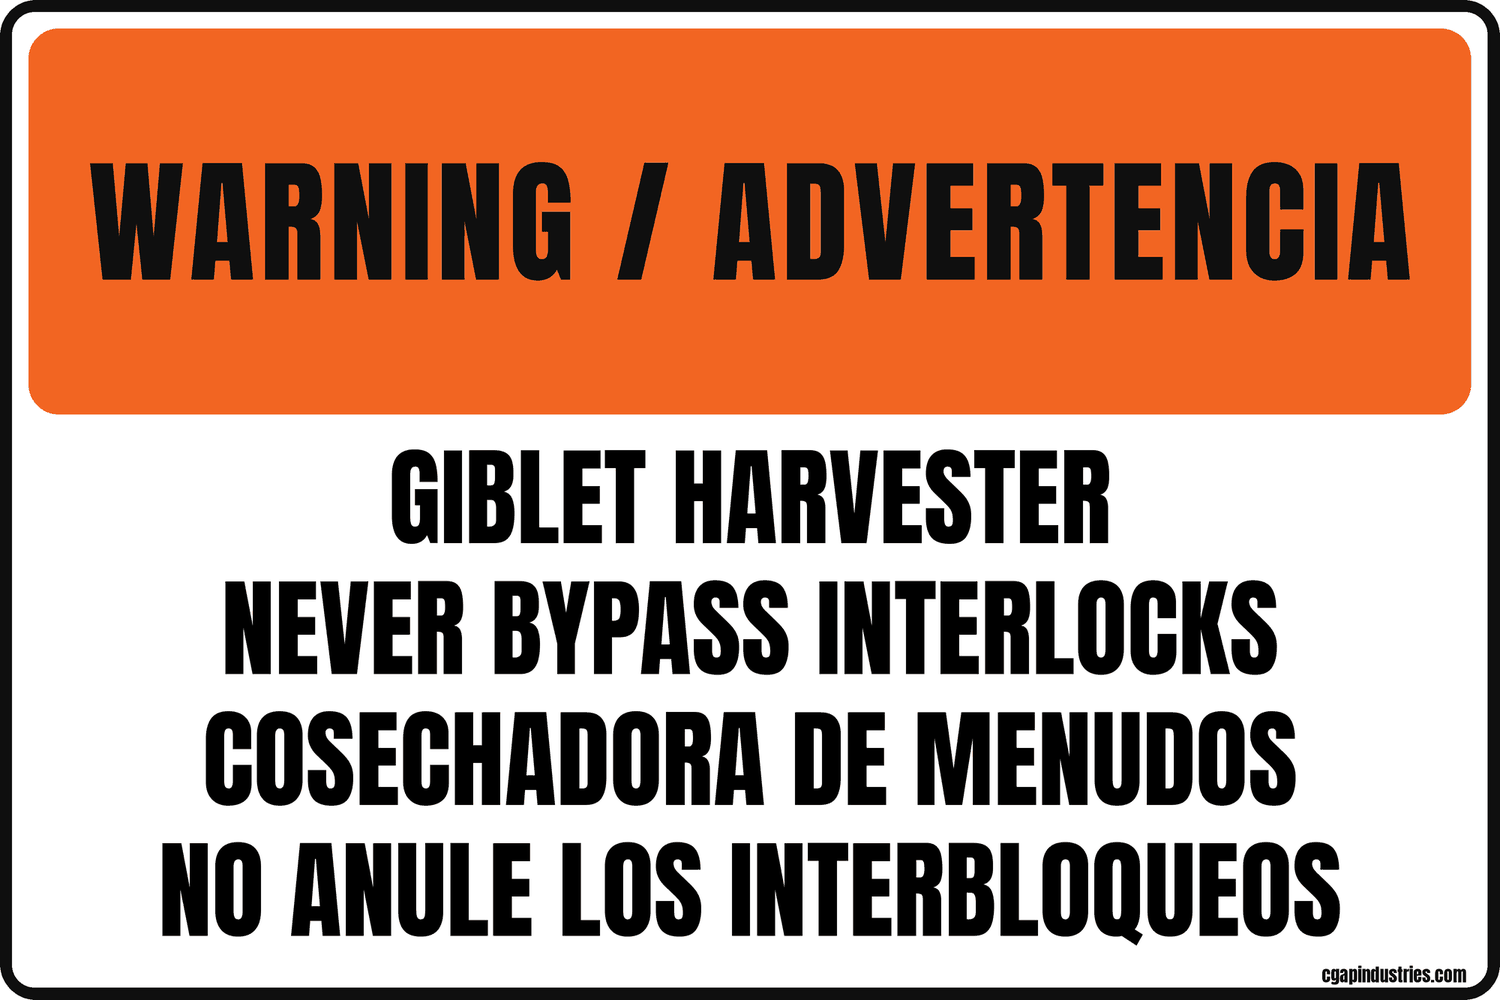 WARNING / ADVERTENCIA
GIBLET HARVESTER
NEVER BYPASS INTERLOCKS
COSECHADORA DE MENUDOS
NO ANULE LOS INTERBLOQUEOS
cgapindustries.com